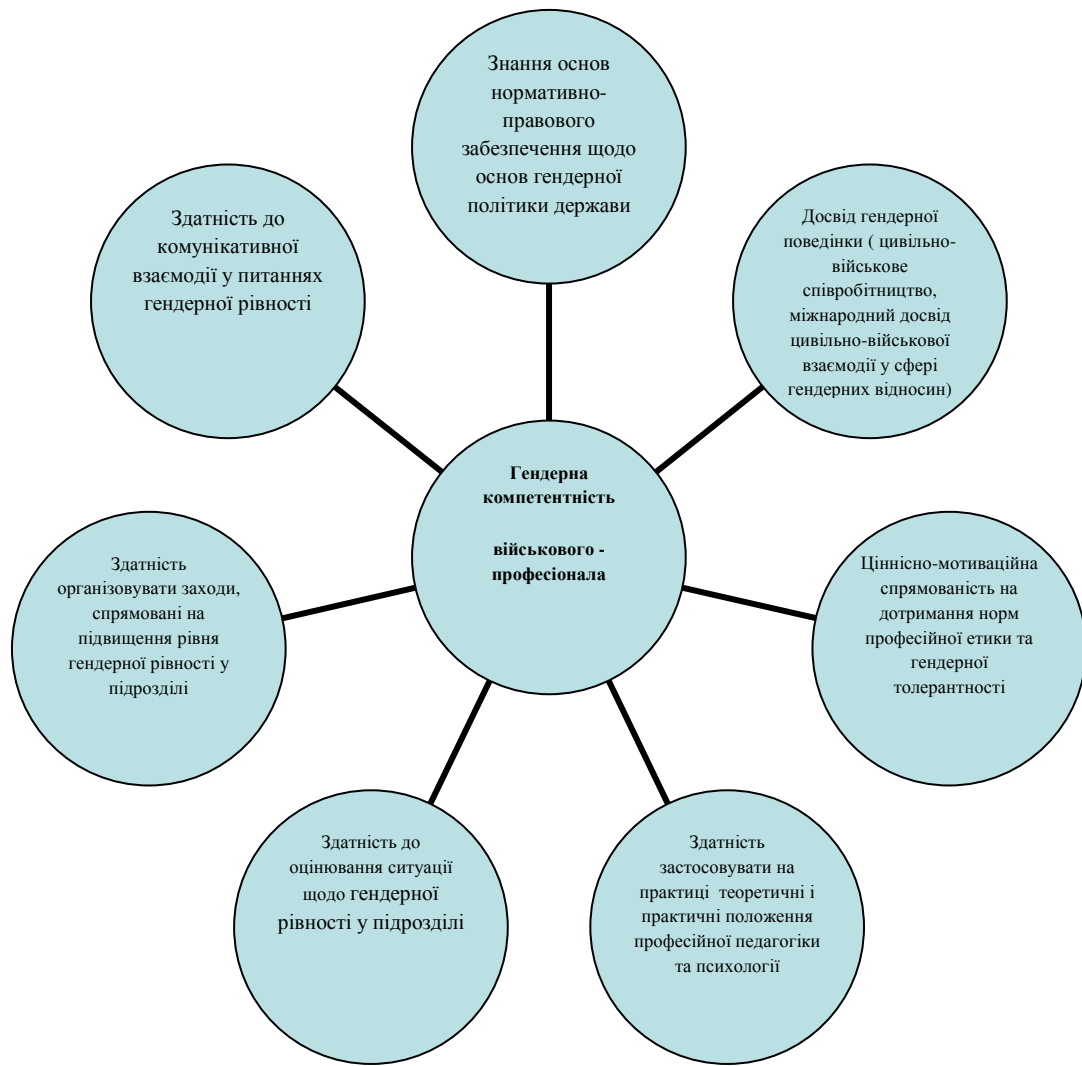 Знання основ
нормативно-
правового
забезпечення щодо
основ гендерної
політики держави
Здатність до
комунікативної
взаємодії у питаннях
гендерної рівності
Досвід гендерної
поведінки ( цивільно-
військове
співробітництво,
міжнародний досвід
цивільно-військової
взаємодії у сфері
гендерних відносин)
Гендерна
компетентність
військового -
професіонала
Здатність
організовувати заходи,
спрямовані на
підвищення рівня
гендерної рівності у
підрозділі
Ціннісно-мотиваційна
спрямованість на
дотримання норм
професійної етики та
гендерної
толерантності
Здатність до
оцінювання ситуації
щодо гендерної
рівності у підрозділі
Здатність
застосовувати на
практиці  теоретичні і
практичні положення
професійної педагогіки
та психології